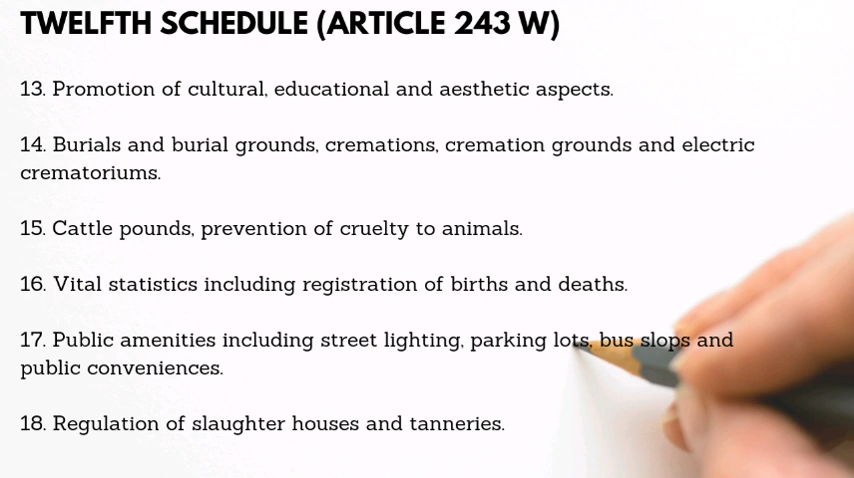 TWELFTH SCHEDULE (ARTICLE 243 W)
13. Promotion of cultural, educational and aesthetic aspects.
14. Burials and burial grounds, cremations, cremation grounds and electric
crematoriums.
15. Cattle pounds, prevention of cruelty to animals.
16. Vital statistics including registration of births and deaths.
17. Public amenities including street lighting, parking lots, bus slops and
public conveniences.
18. Regulation of slaughter houses and tanneries.